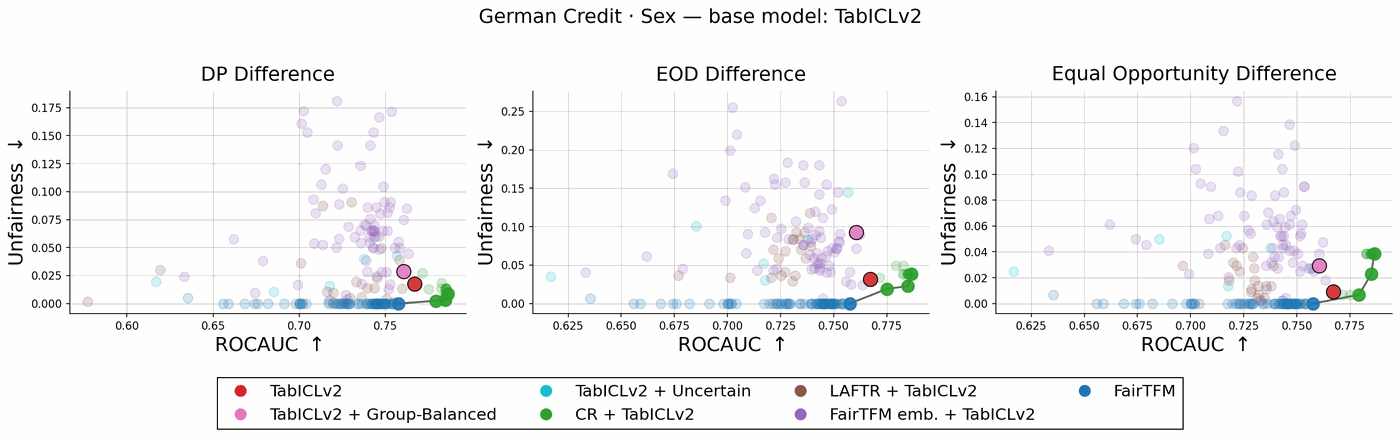 German Credit · Sex — base model: TabICLv2
DP Difference
EOD Difference
Equal Opportunity Difference
Unfairness ↓
0.175
0.150
0.125
0.100
0.075
0.050
0.025
0.000
0.60
0.65
0.70
0.75
ROCAUC ↑
Unfairness ↓
0.25
0.20
0.15
0.10
0.05
0.00
0.625
0.650
0.675
0.700
0.725
0.750
0.775
ROCAUC ↑
Unfairness ↓
0.16
0.14
0.12
0.10
0.08
0.06
0.04
0.02
0.00
0.625
0.650
0.675
0.700
0.725
0.750
0.775
ROCAUC ↑
TabICLv2
TabICLv2 + Group-Balanced
TabICLv2 + Uncertain
CR + TabICLv2
LAFTR + TabICLv2
FairTFM emb. + TabICLv2
FairTFM